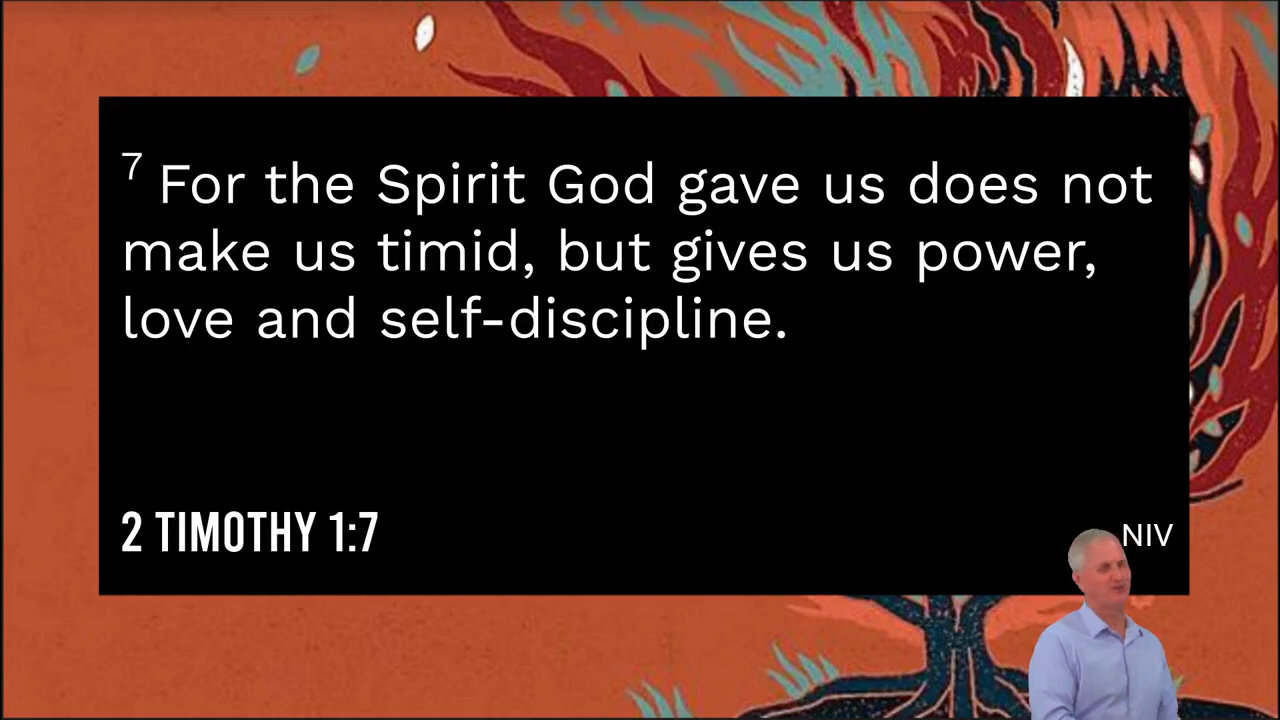 7 For the Spirit God gave us does not
make us timid, but gives us power,
love and self-discipline.
2 TIMOTHY 1:7
NIV